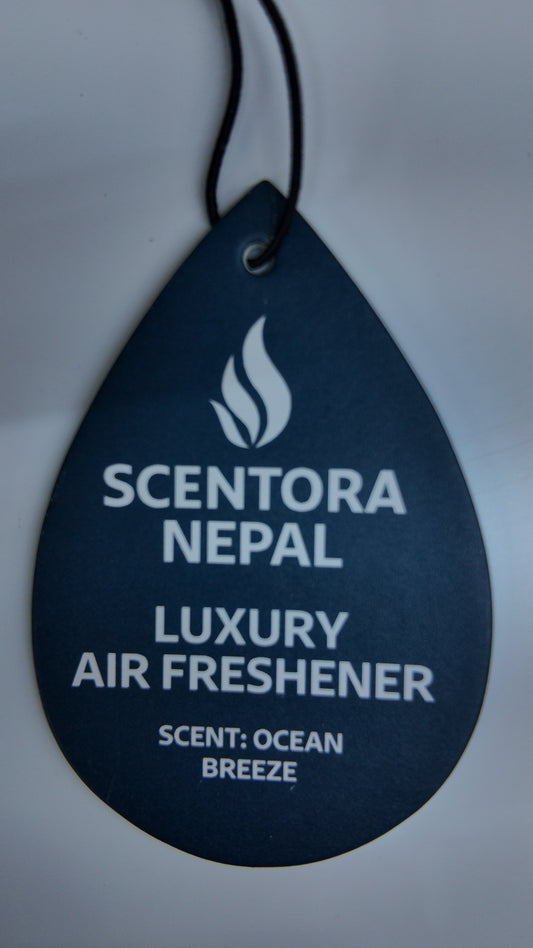 SCENTORA
NEPAL
LUXURY
AIR FRESHENER
SCENT: OCEAN
BREEZE